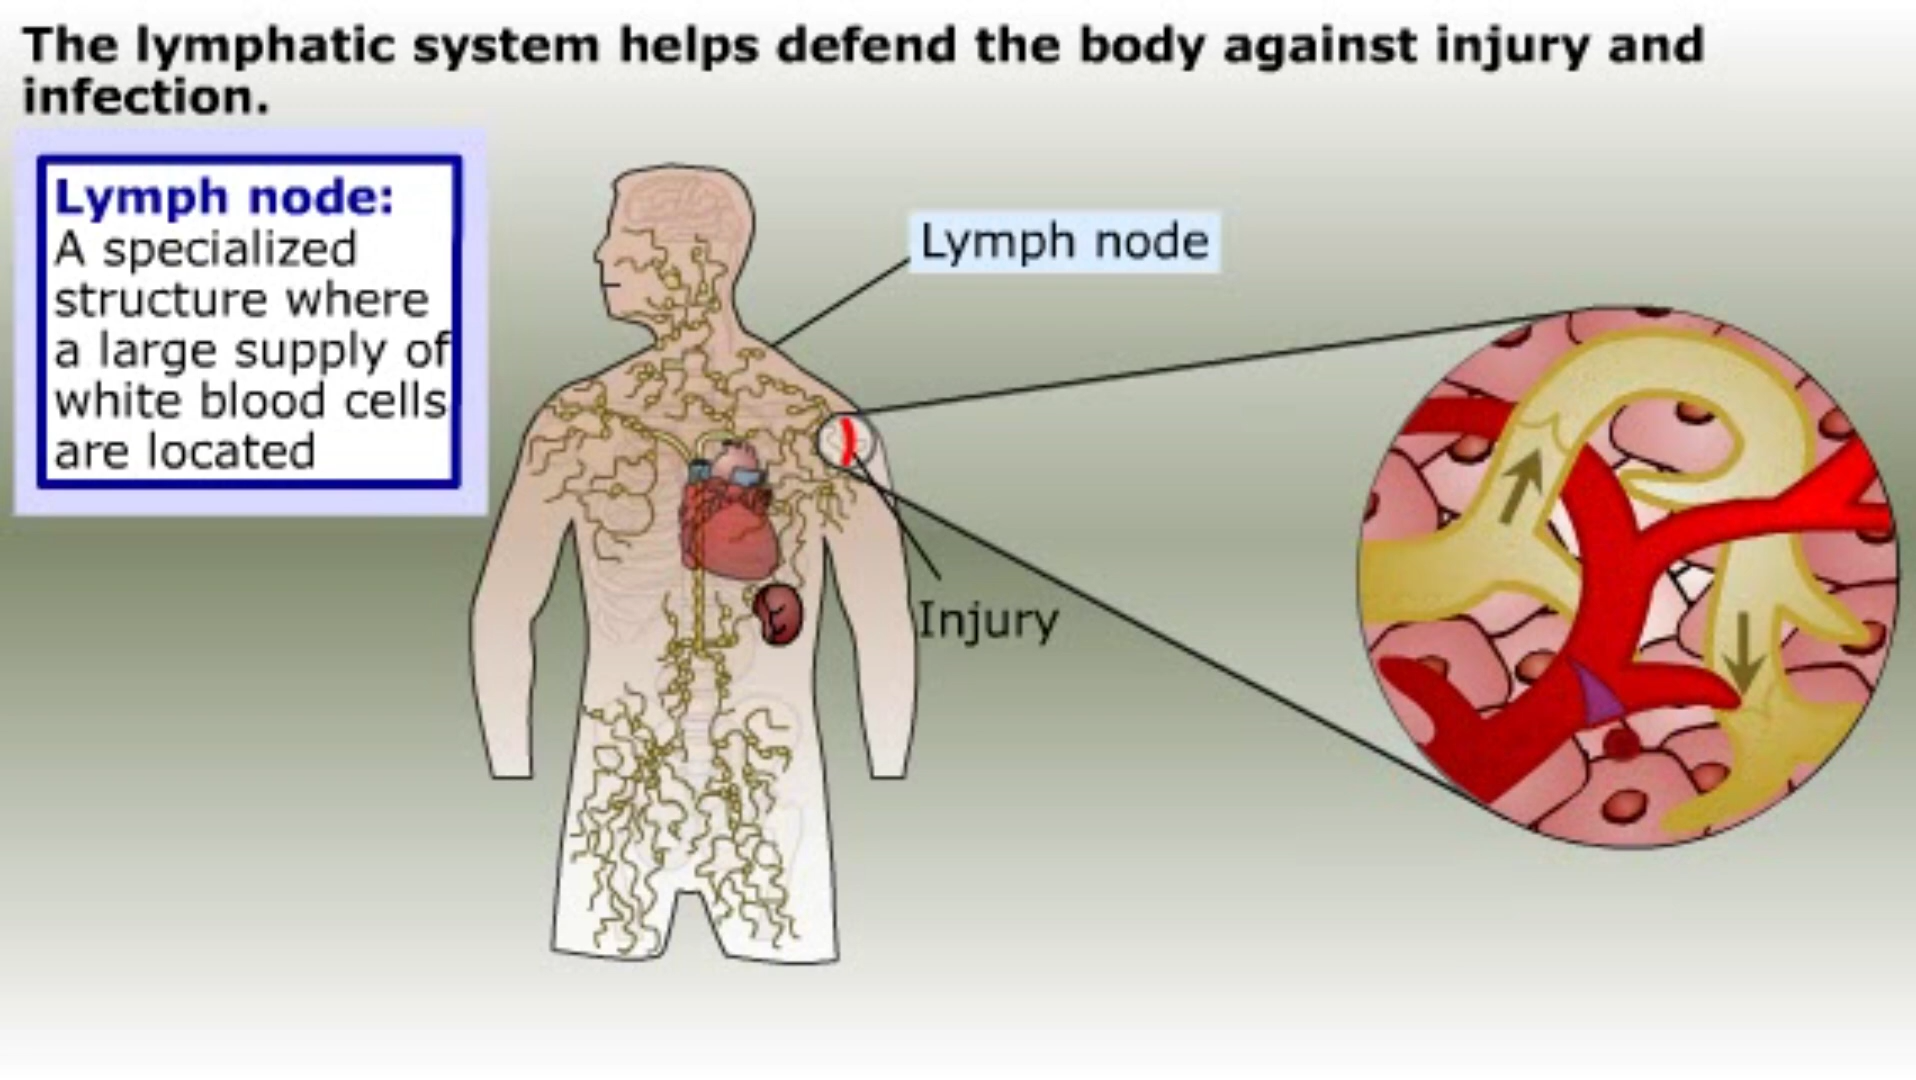 The lymphatic system helps defend the body against injury and
infection.
Lymph node:
A specialized
structure where
a large supply of
white blood cells
are located
Lymph node
Injury